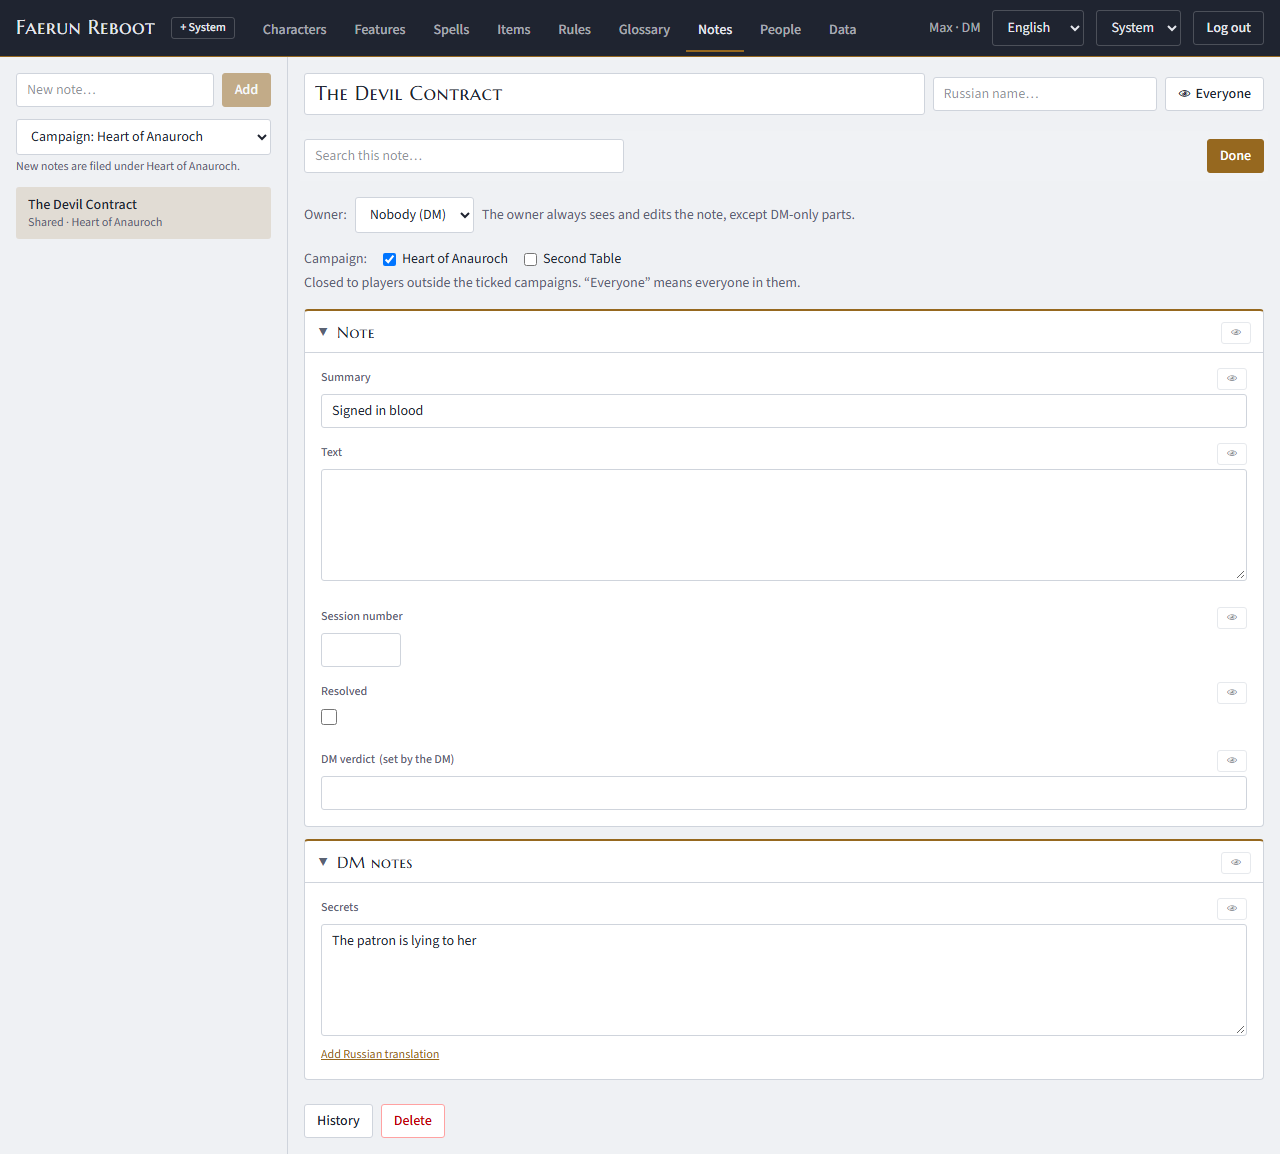 Faerun Reboot
+ System
Characters
Features
Spells
Items
Rules
Glossary
Notes
People
Data
Max · DM
English
System
Log out
New note…
Add
Campaign: Heart of Anauroch
New notes are filed under Heart of Anauroch.
The Devil Contract
Shared · Heart of Anauroch
The Devil Contract
Russian name…
Everyone
Search this note…
Done
Owner:
Nobody (DM)
The owner always sees and edits the note, except DM-only parts.
Campaign:
Heart of Anauroch
Second Table
Closed to players outside the ticked campaigns. “Everyone” means everyone in them.
Note
Summary
Signed in blood
Text
Session number
Resolved
DM verdict (set by the DM)
DM notes
Secrets
The patron is lying to her
Add Russian translation
History
Delete